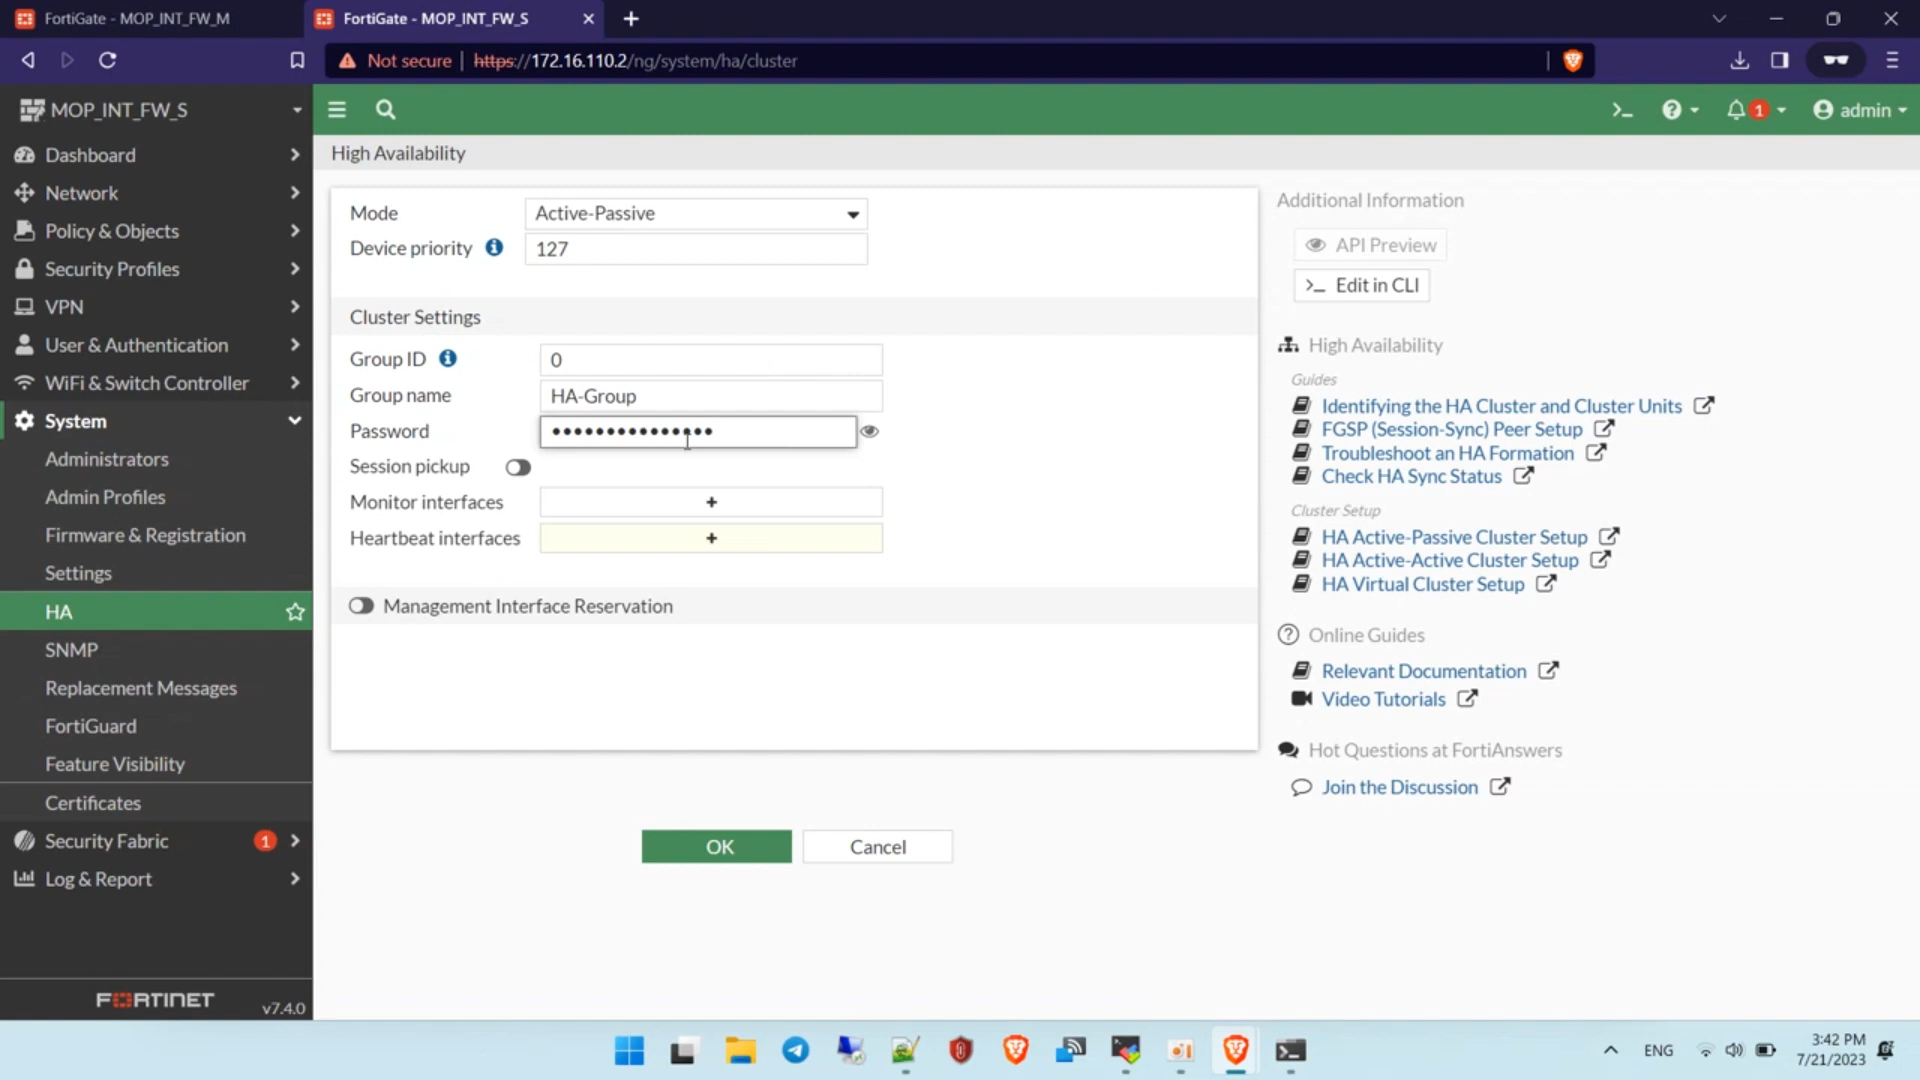 FortiGate - MOP_INT_FW_M
FortiGate - MOP_INT_FW_S
Not secure
https://172.16.110.2/ng/system/ha/cluster
MOP_INT_FW_S
1
admin
Dashboard
Network
Policy & Objects
Security Profiles
VPN
User & Authentication
WiFi & Switch Controller
System
Administrators
Admin Profiles
Firmware & Registration
Settings
HA
SNMP
Replacement Messages
FortiGuard
Feature Visibility
Certificates
Security Fabric 1
Log & Report
FORTINET
v7.4.0
High Availability
Mode Active-Passive
Device priority 127
Cluster Settings
Group ID 0
Group name HA-Group
Password •••••••••••••••
Session pickup
Monitor interfaces +
Heartbeat interfaces +
Management Interface Reservation
OK
Cancel
Additional Information
API Preview
>_ Edit in CLI
High Availability
Guides
Identifying the HA Cluster and Cluster Units
FGSP (Session-Sync) Peer Setup
Troubleshoot an HA Formation
Check HA Sync Status
Cluster Setup
HA Active-Passive Cluster Setup
HA Active-Active Cluster Setup
HA Virtual Cluster Setup
Online Guides
Relevant Documentation
Video Tutorials
Hot Questions at FortiAnswers
Join the Discussion
ENG
3:42 PM
7/21/2023